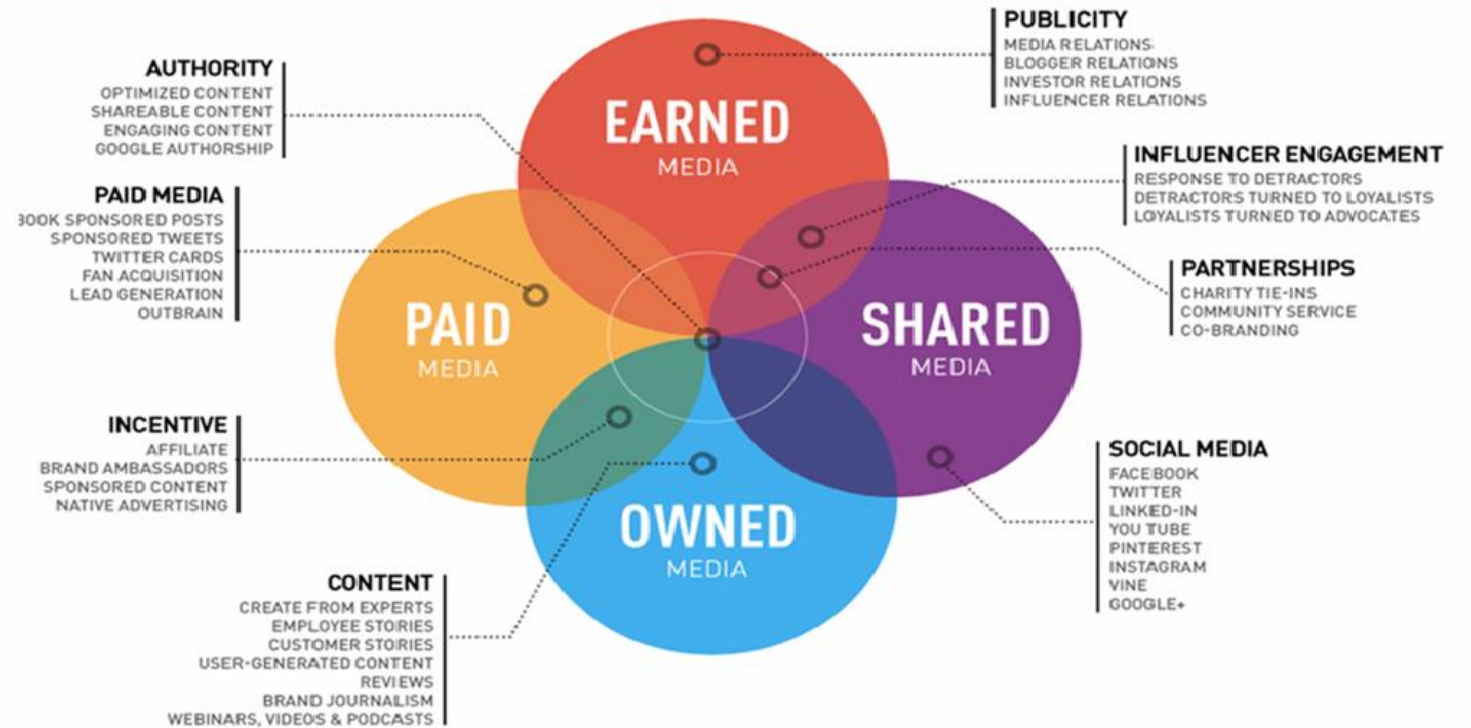 PUBLICITY
MEDIA RELATIONS
BLOGGER RELATIONS
INVESTOR RELATIONS
INFLUENCER RELATIONS
AUTHORITY
OPTIMIZED CONTENT
SHAREABLE CONTENT
ENGAGING CONTENT
GOOGLE AUTHORSHIP
EARNED
MEDIA
INFLUENCER ENGAGEMENT
RESPONSE TO DETRACTORS
DETRACTORS TURNED TO LOYALISTS
LOYALISTS TURNED TO ADVOCATES
PAID MEDIA
BOOK SPONSORED POSTS
SPONSORED TWEETS
TWITTER CARDS
FAN ACQUISITION
LEAD GENERATION
OUTBRAIN
PARTNERSHIPS
CHARITY TIE-INS
COMMUNITY SERVICE
CO-BRANDING
PAID
MEDIA
SHARED
MEDIA
INCENTIVE
AFFILIATE
BRAND AMBASSADORS
SPONSORED CONTENT
NATIVE ADVERTISING
SOCIAL MEDIA
FACEBOOK
TWITTER
LINKED-IN
YOU TUBE
PINTEREST
INSTAGRAM
VINE
GOOGLE+
OWNED
MEDIA
CONTENT
CREATE FROM EXPERTS
EMPLOYEE STORIES
CUSTOMER STORIES
USER-GENERATED CONTENT
REVIEWS
BRAND JOURNALISM
WEBINARS, VIDEOS & PODCASTS